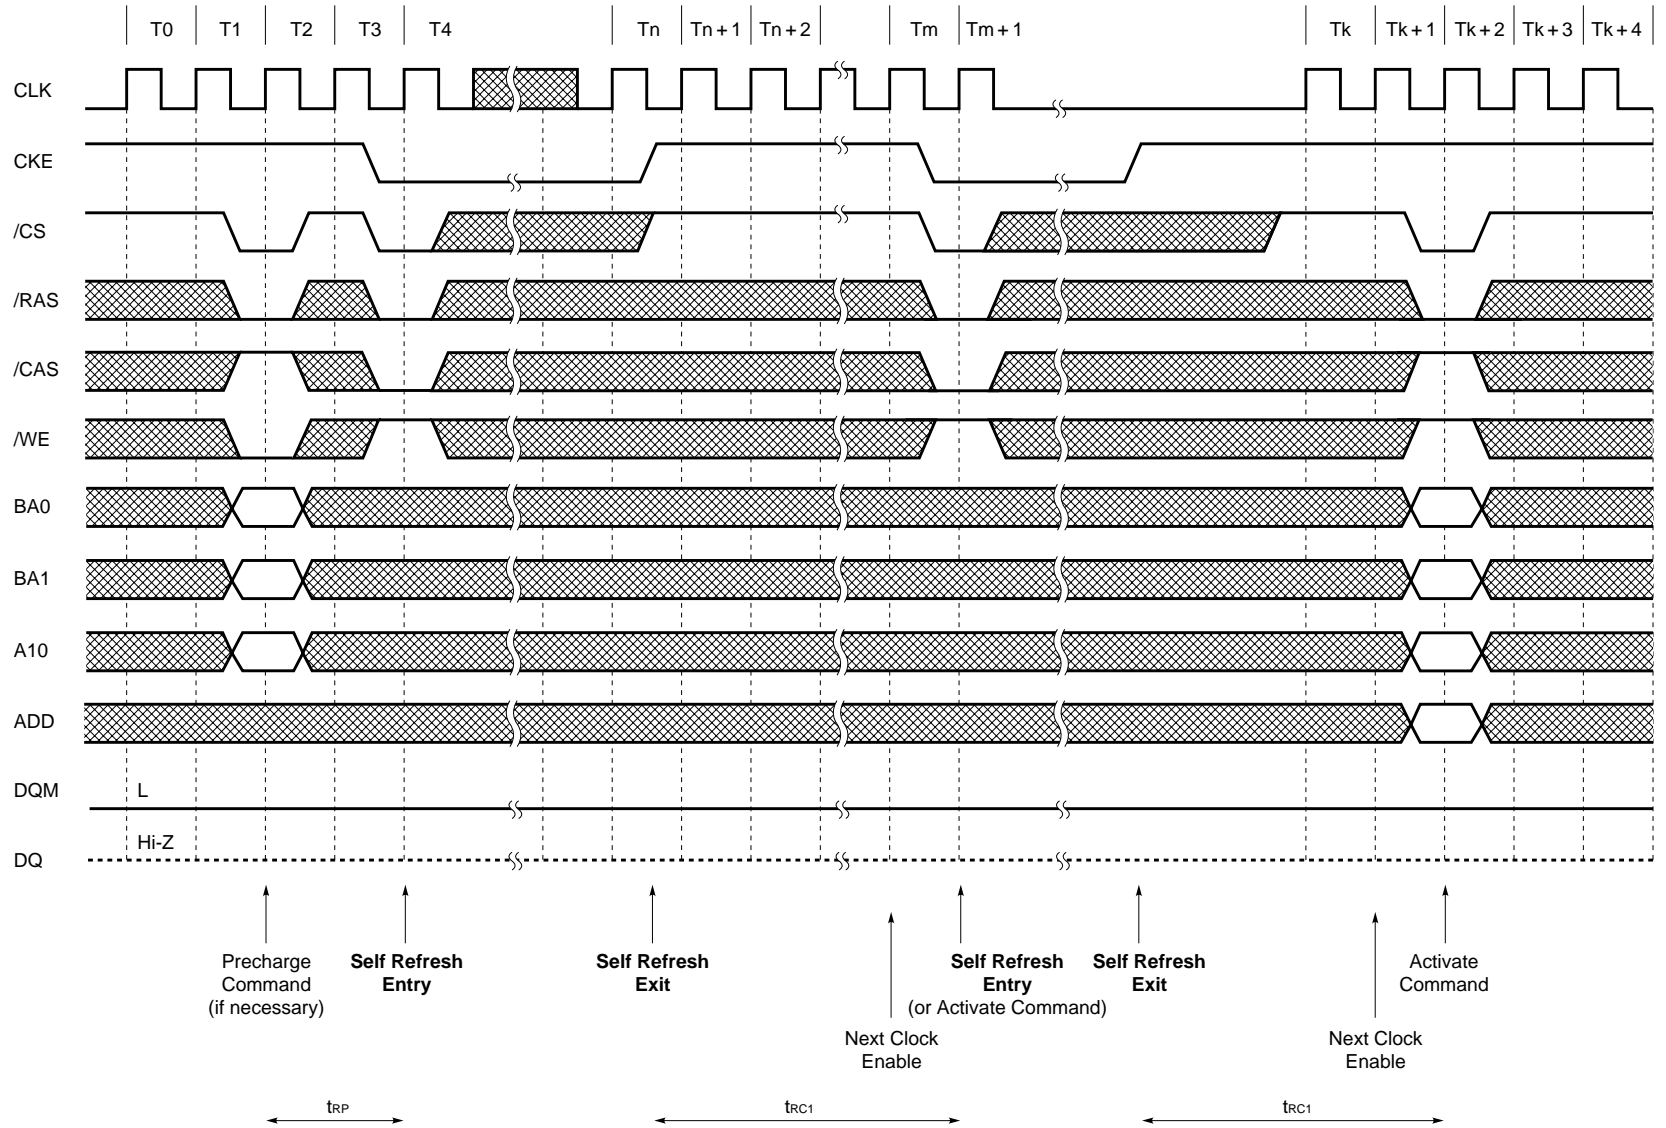 T0 T1 T2 T3 T4 Tn Tn + 1 Tn + 2 Tm Tm + 1 Tk Tk + 1 Tk + 2 Tk + 3 Tk + 4
CLK
CKE
/CS
/RAS
/CAS
/WE
BA0
BA1
A10
ADD
DQM L
Hi-Z
DQ
Precharge
Command
(if necessary)
Self Refresh
Entry
Self Refresh
Exit
Next Clock
Enable
Self Refresh
Entry
(or Activate Command)
Self Refresh
Exit
Next Clock
Enable
Activate
Command
tRP
tRC1
tRC1